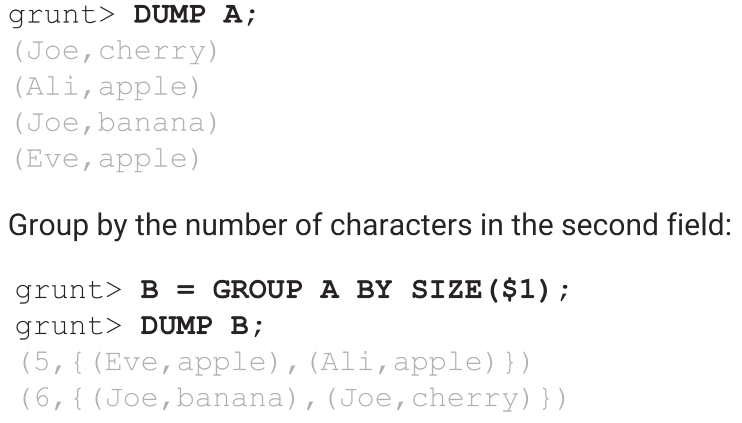 grunt> DUMP A;
(Joe,cherry)
(Ali,apple)
(Joe,banana)
(Eve,apple)
Group by the number of characters in the second field:
grunt> B = GROUP A BY SIZE($1);
grunt> DUMP B;
(5,{(Eve,apple),(Ali,apple)})
(6,{(Joe,banana),(Joe,cherry)})